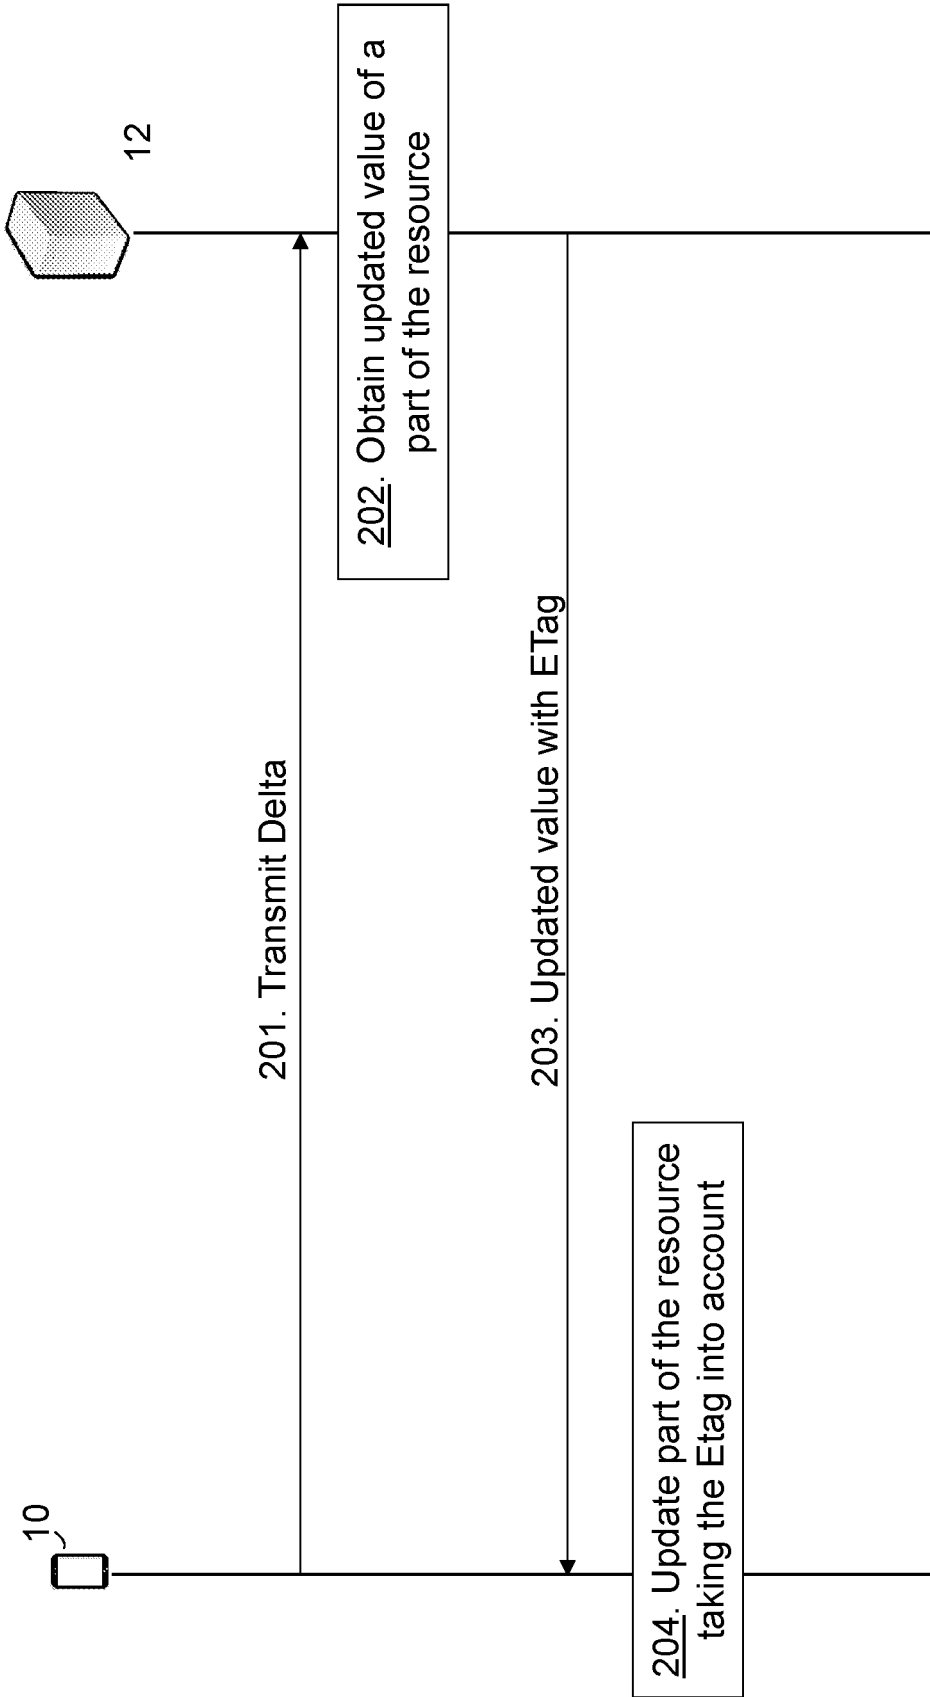 10
12
201. Transmit Delta
202. Obtain updated value of a
part of the resource
203. Updated value with ETag
204. Update part of the resource
taking the Etag into account